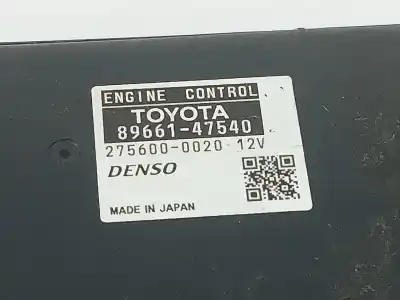 ENGINE CONTROL
TOYOTA
89661-47540
275600-0020 12V
DENSO
MADE IN JAPAN